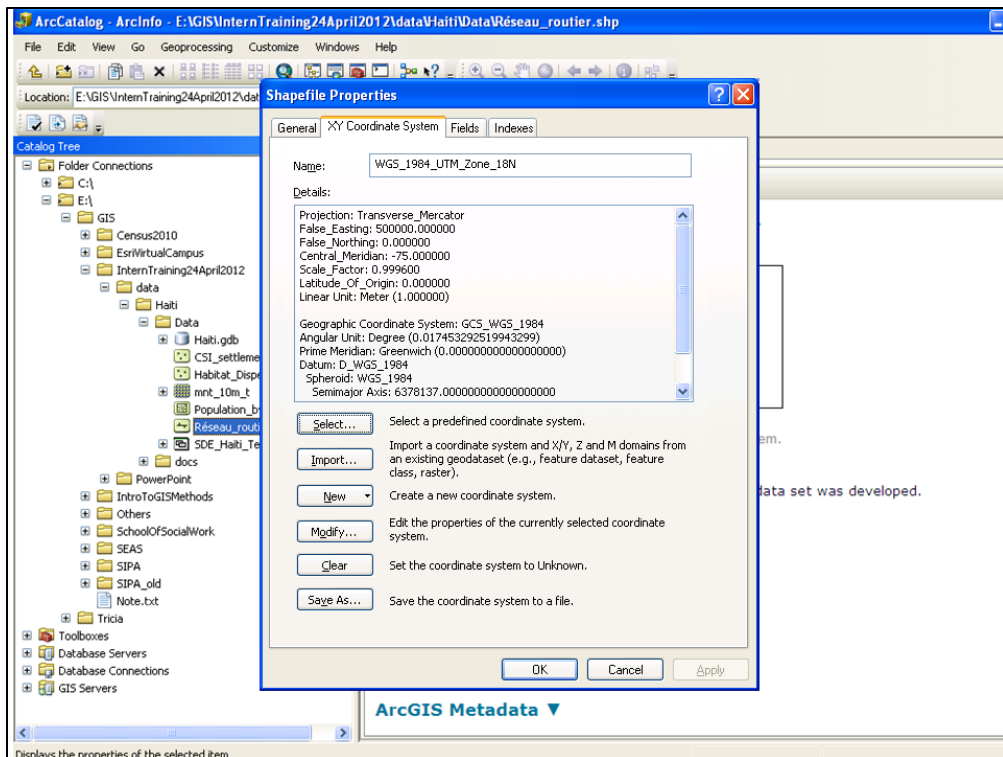 ArcCatalog - ArcInfo - E:\GIS\InternTraining24April2012\data\Haiti\Data\Réseau_routier.shp
File Edit View Go Geoprocessing Customize Windows Help
Location: E:\GIS\InternTraining24April2012\dat
Catalog Tree
Folder Connections
C:\
E:\
GIS
Census2010
EsriVirtualCampus
InternTraining24April2012
data
Haiti
Data
Haiti.gdb
CSI_settleme
Habitat_Dispe
mnt_10m_t
Population_b
Réseau_routi
SDE_Haiti_Te
docs
PowerPoint
IntroToGISMethods
Others
SchoolOfSocialWork
SEAS
SIPA
SIPA_old
Note.txt
Tricia
Toolboxes
Database Servers
Database Connections
GIS Servers
Shapefile Properties
General XY Coordinate System Fields Indexes
Name: WGS_1984_UTM_Zone_18N
Details:
Projection: Transverse_Mercator
False_Easting: 500000.000000
False_Northing: 0.000000
Central_Meridian: -75.000000
Scale_Factor: 0.999600
Latitude_Of_Origin: 0.000000
Linear Unit: Meter (1.000000)
Geographic Coordinate System: GCS_WGS_1984
Angular Unit: Degree (0.017453292519943299)
Prime Meridian: Greenwich (0.000000000000000000)
Datum: D_WGS_1984
Spheroid: WGS_1984
Semimajor Axis: 6378137.000000000000000000
Select... Select a predefined coordinate system.
Import... Import a coordinate system and X/Y, Z and M domains from
an existing geodataset (e.g., feature dataset, feature
class, raster).
New Create a new coordinate system.
Modify... Edit the properties of the currently selected coordinate
system.
Clear Set the coordinate system to Unknown.
Save As... Save the coordinate system to a file.
OK Cancel Apply
em.
data set was developed.
ArcGIS Metadata ▼
Displays the properties of the selected item